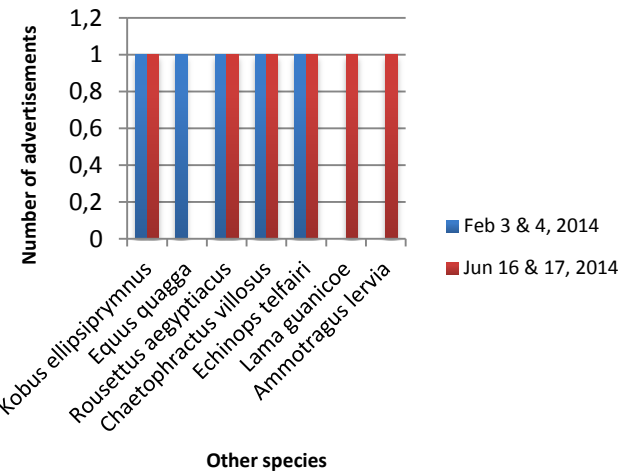 1,2
1
0,8
0,6
0,4
0,2
0
Number of advertisements
Kobus ellipsiprymnus
Equus quagga
Rousettus aegyptiacus
Chaetophractus villosus
Echinops telfairi
Lama guanicoe
Ammotragus lervia
Other species
Feb 3 & 4, 2014
Jun 16 & 17, 2014